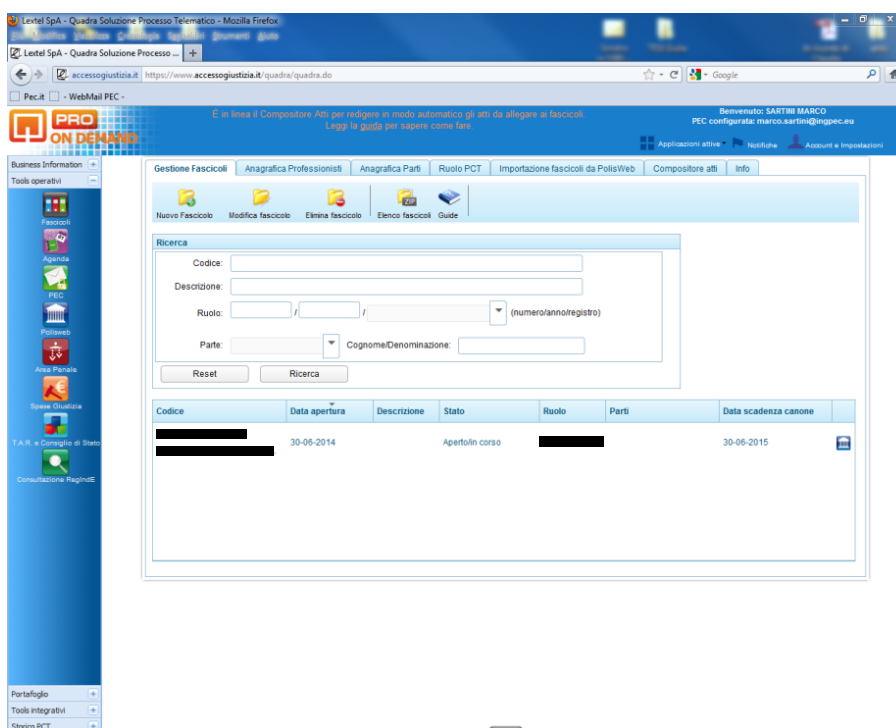 Lextel SpA - Quadra Soluzione Processo Telematico - Mozilla Firefox
Lextel SpA - Quadra Soluzione Processo ... +
accessogiustizia.it https://www.accessogiustizia.it/quadra/quadra.do
Google
Pec.it - WebMail PEC -
PRO
ON DEMAND
È in linea il Compositore Atti per redigere in modo automatico gli atti da allegare ai fascicoli.
Leggi la guida per sapere come fare.
Benvenuto: SARTINI MARCO
PEC configurata: marco.sartini@ingpec.eu
Applicazioni attive Notifiche Account e Impostazioni
Business Information
Tools operativi
Fascicoli
Agenda
PEC
Polisweb
Area Penale
Spese Giustizia
T.A.R. e Consiglio di Stato
Consultazione RegIndE
Portafoglio
Tools integrativi
Storico PCT
Gestione Fascicoli Anagrafica Professionisti Anagrafica Parti Ruolo PCT Importazione fascicoli da PolisWeb Compositore atti Info
Nuovo Fascicolo Modifica fascicolo Elimina fascicolo Elenco fascicoli Guide
ZIP
Ricerca
Codice:
Descrizione:
Ruolo: / / (numero/anno/registro)
Parte: Cognome/Denominazione:
Reset Ricerca
Codice Data apertura Descrizione Stato Ruolo Parti Data scadenza canone
30-06-2014 Aperto/in corso 30-06-2015